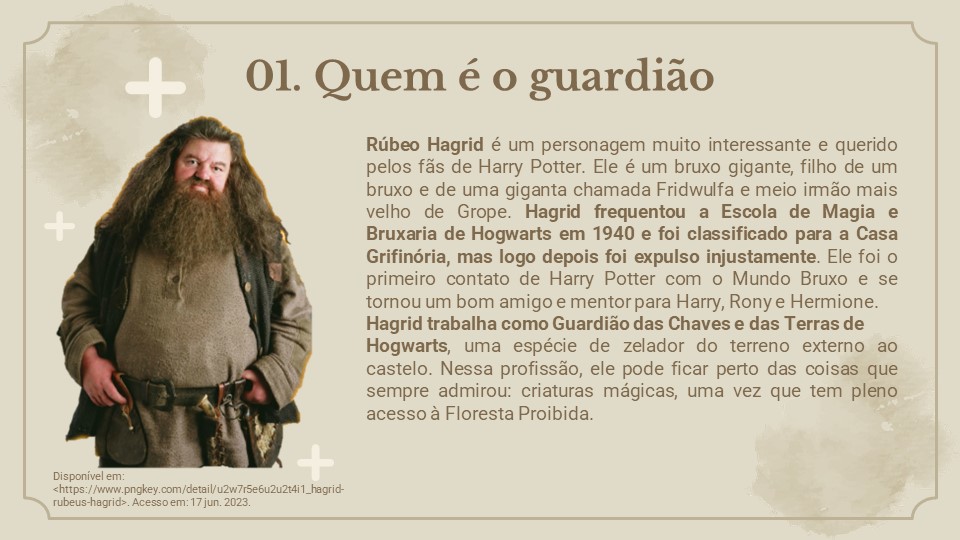 01. Quem é o guardião
Rúbeo Hagrid é um personagem muito interessante e querido
pelos fãs de Harry Potter. Ele é um bruxo gigante, filho de um
bruxo e de uma giganta chamada Fridwulfa e meio irmão mais
velho de Grope. Hagrid frequentou a Escola de Magia e
Bruxaria de Hogwarts em 1940 e foi classificado para a Casa
Grifinória, mas logo depois foi expulso injustamente. Ele foi o
primeiro contato de Harry Potter com o Mundo Bruxo e se
tornou um bom amigo e mentor para Harry, Rony e Hermione.
Hagrid trabalha como Guardião das Chaves e das Terras de
Hogwarts, uma espécie de zelador do terreno externo ao
castelo. Nessa profissão, ele pode ficar perto das coisas que
sempre admirou: criaturas mágicas, uma vez que tem pleno
acesso à Floresta Proibida.
Disponível em:
<https://www.pngkey.com/detail/u2w7r5e6u2u2t4i1_hagrid-
rubeus-hagrid>. Acesso em: 17 jun. 2023.